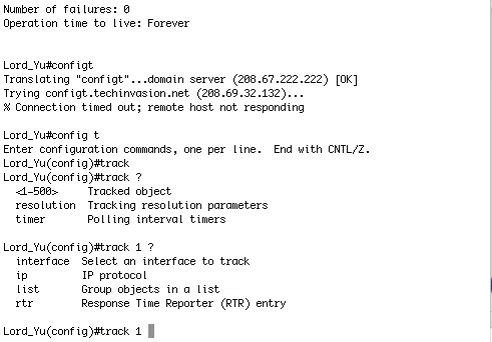 Number of failures: 0
Operation time to live: Forever
Lord_Yu#configt
Translating "configt"...domain server (208.67.222.222) [OK]
Trying configt.techinvasion.net (208.69.32.132)...
% Connection timed out; remote host not responding
Lord_Yu#config t
Enter configuration commands, one per line.  End with CNTL/Z.
Lord_Yu(config)#track
Lord_Yu(config)#track ?
  <1-500>     Tracked object
  resolution  Tracking resolution parameters
  timer       Polling interval timers
Lord_Yu(config)#track 1 ?
  interface  Select an interface to track
  ip         IP protocol
  list       Group objects in a list
  rtr        Response Time Reporter (RTR) entry
Lord_Yu(config)#track 1